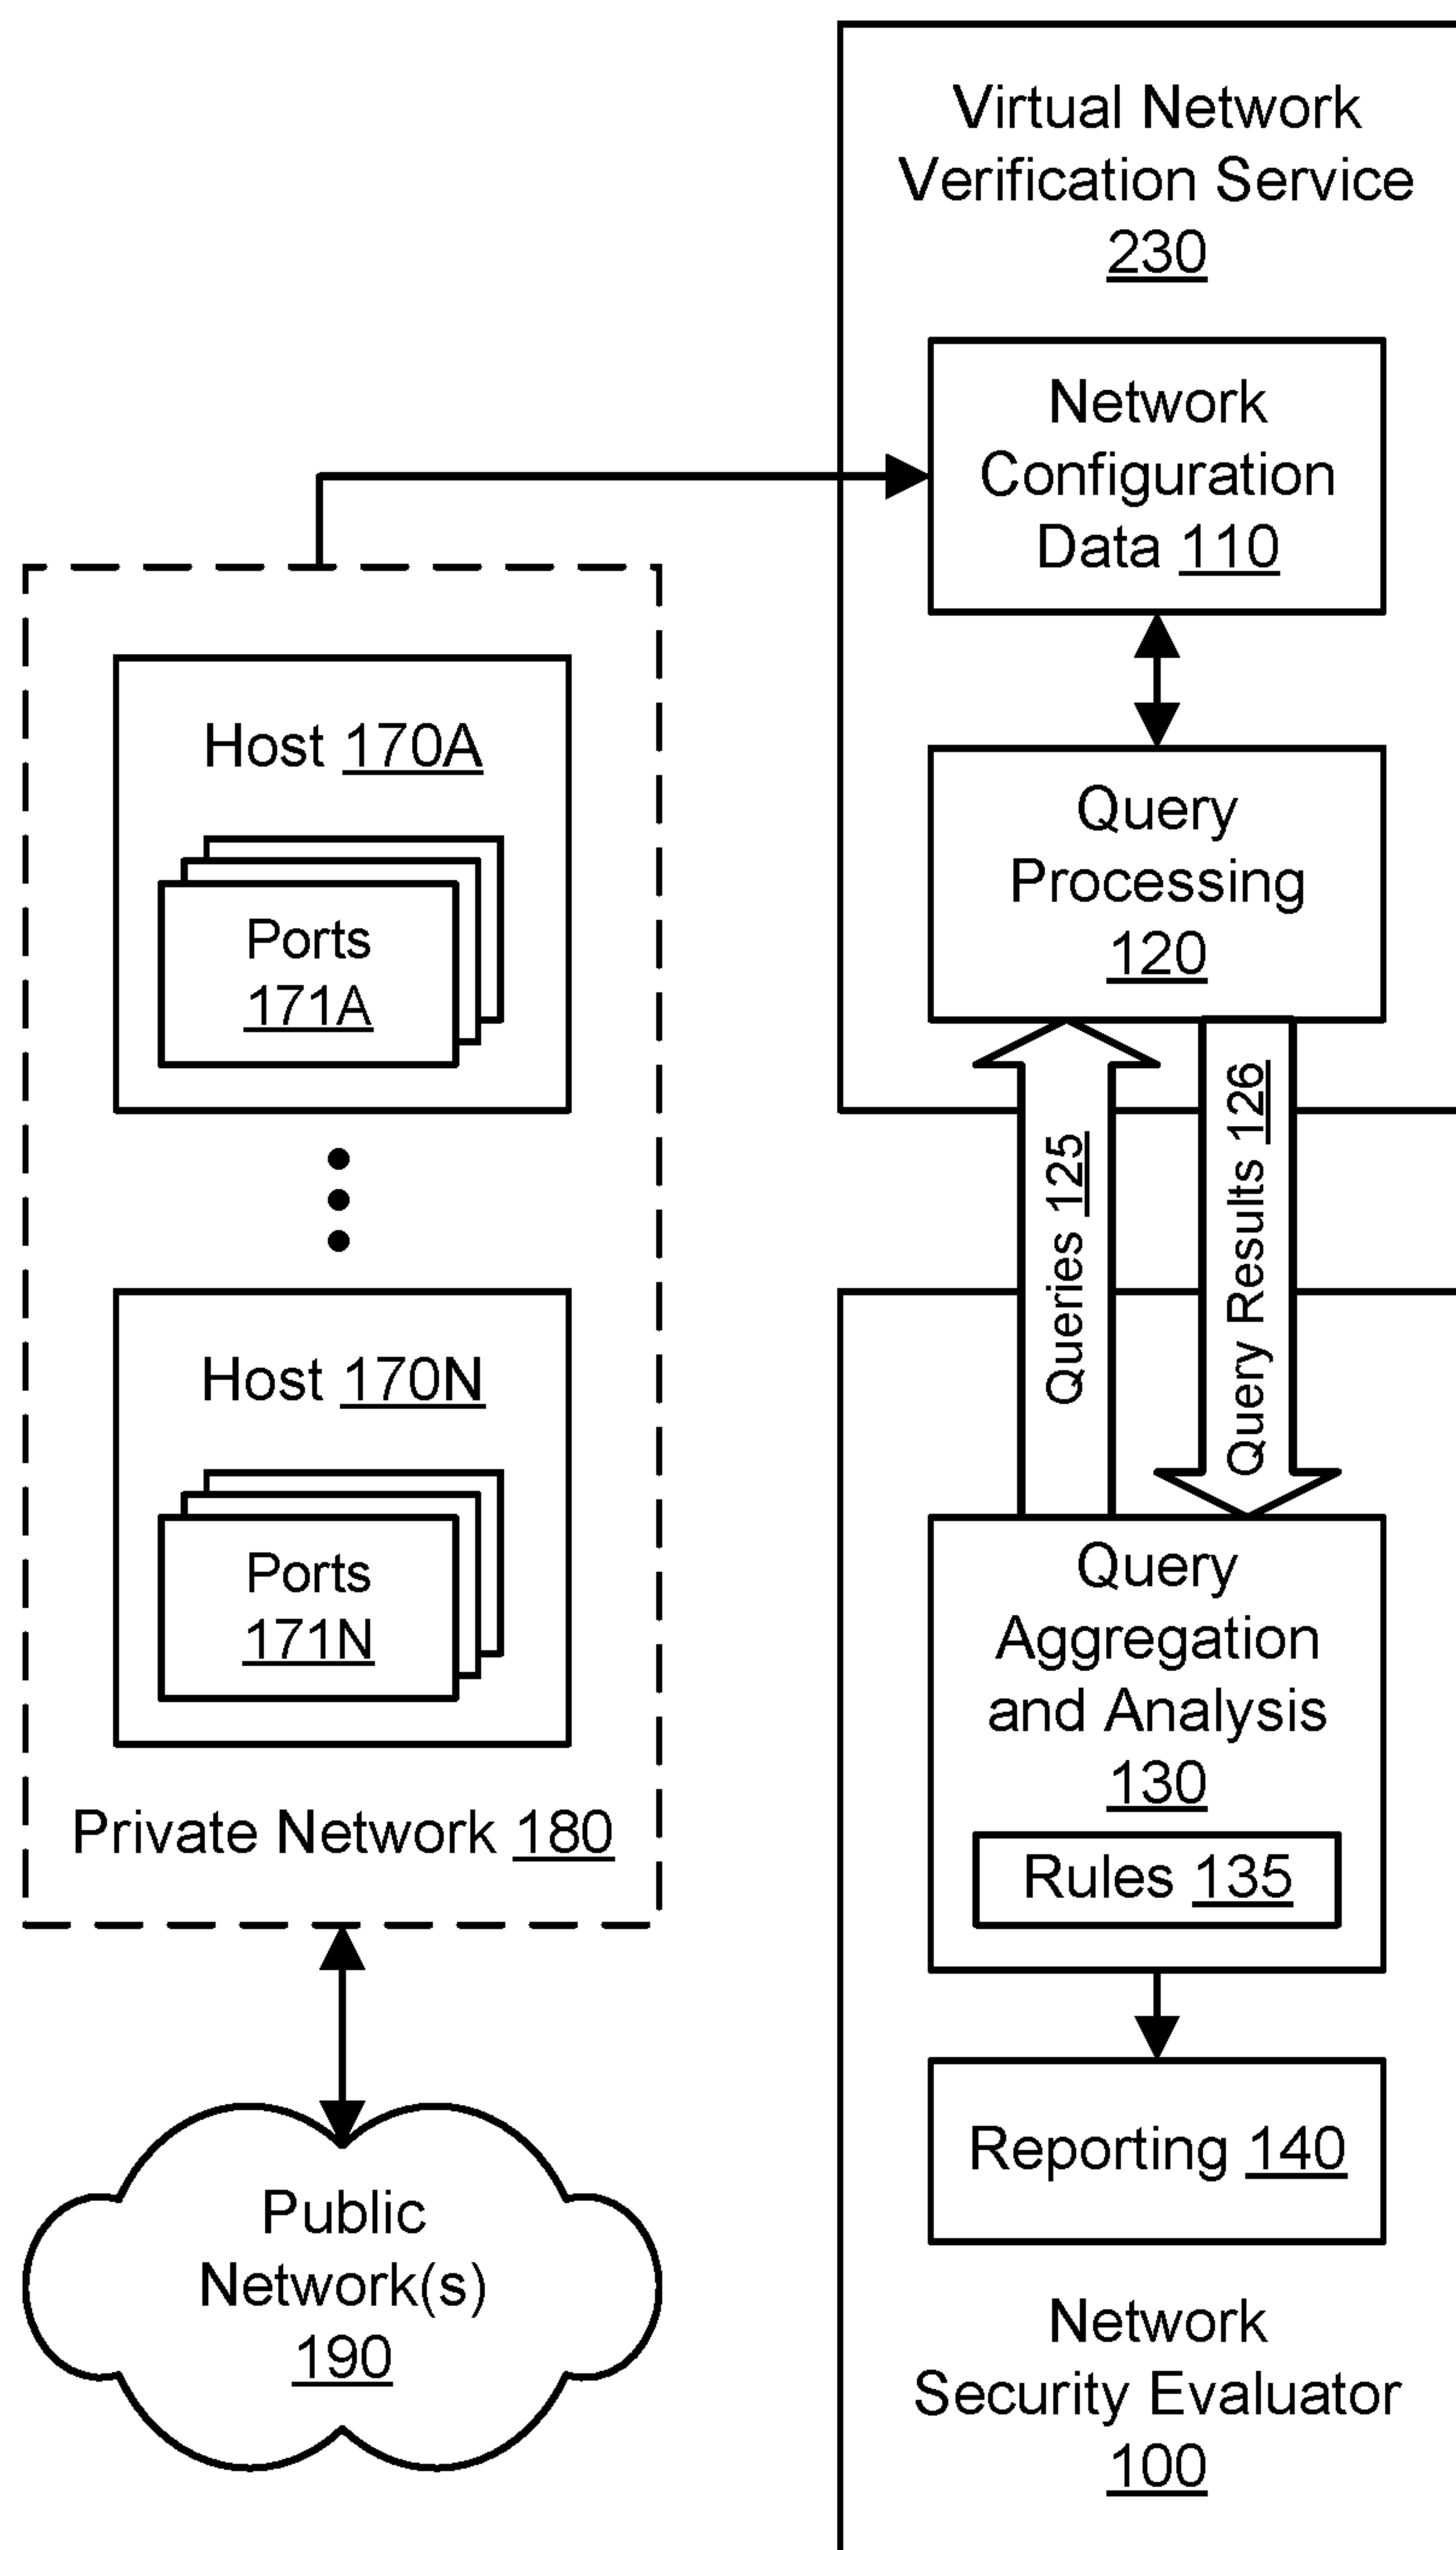 Virtual Network
Verification Service
230
Network
Configuration
Data 110
Query
Processing
120
Queries 125
Query Results 126
Host 170A
Ports
171A
Host 170N
Ports
171N
Private Network 180
Public
Network(s)
190
Query
Aggregation
and Analysis
130
Rules 135
Reporting 140
Network
Security Evaluator
100